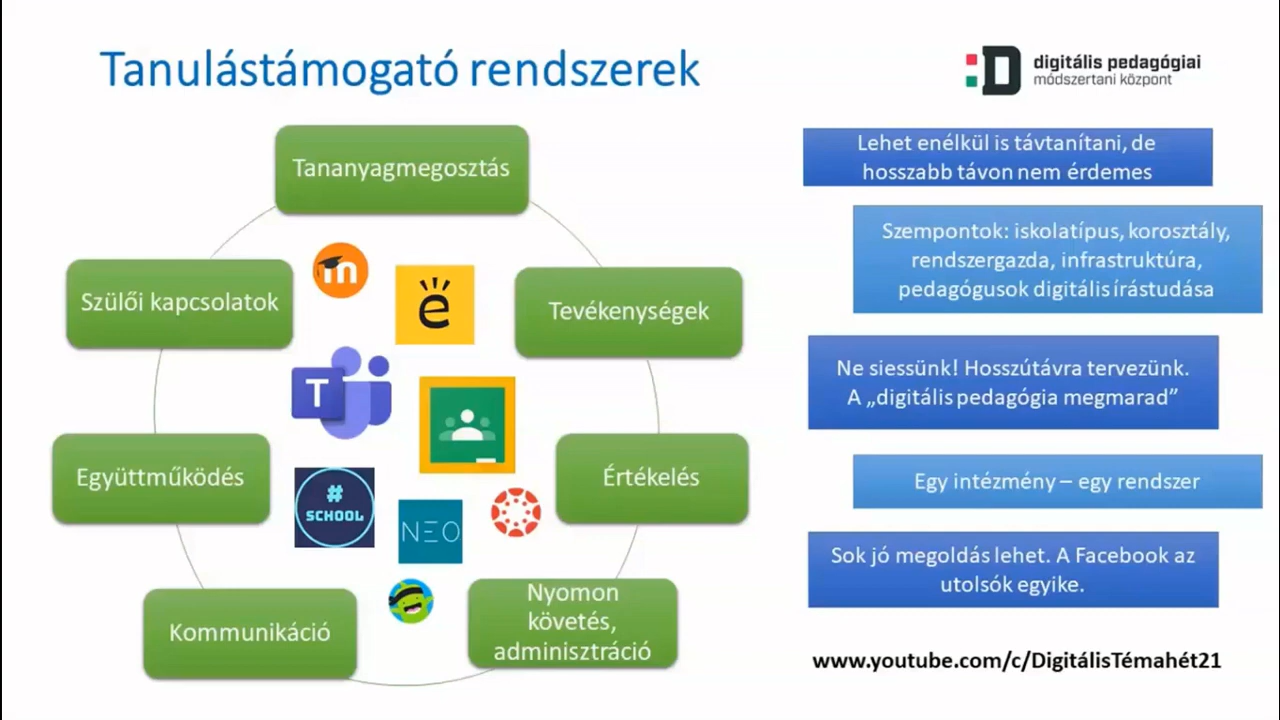 Tanulástámogató rendszerek
digitális pedagógiai
módszertani központ
Tananyagmegosztás
Tevékenységek
Értékelés
Nyomon
követés,
adminisztráció
Kommunikáció
Együttműködés
Szülői kapcsolatok
m
e
T
#
SCHOOL
NEO
Lehet enélkül is távtanítani, de
hosszabb távon nem érdemes
Szempontok: iskolatípus, korosztály,
rendszergazda, infrastruktúra,
pedagógusok digitális írástudása
Ne siessünk! Hosszútávra tervezünk.
A „digitális pedagógia megmarad”
Egy intézmény – egy rendszer
Sok jó megoldás lehet. A Facebook az
utolsók egyike.
www.youtube.com/c/DigitálisTémahét21